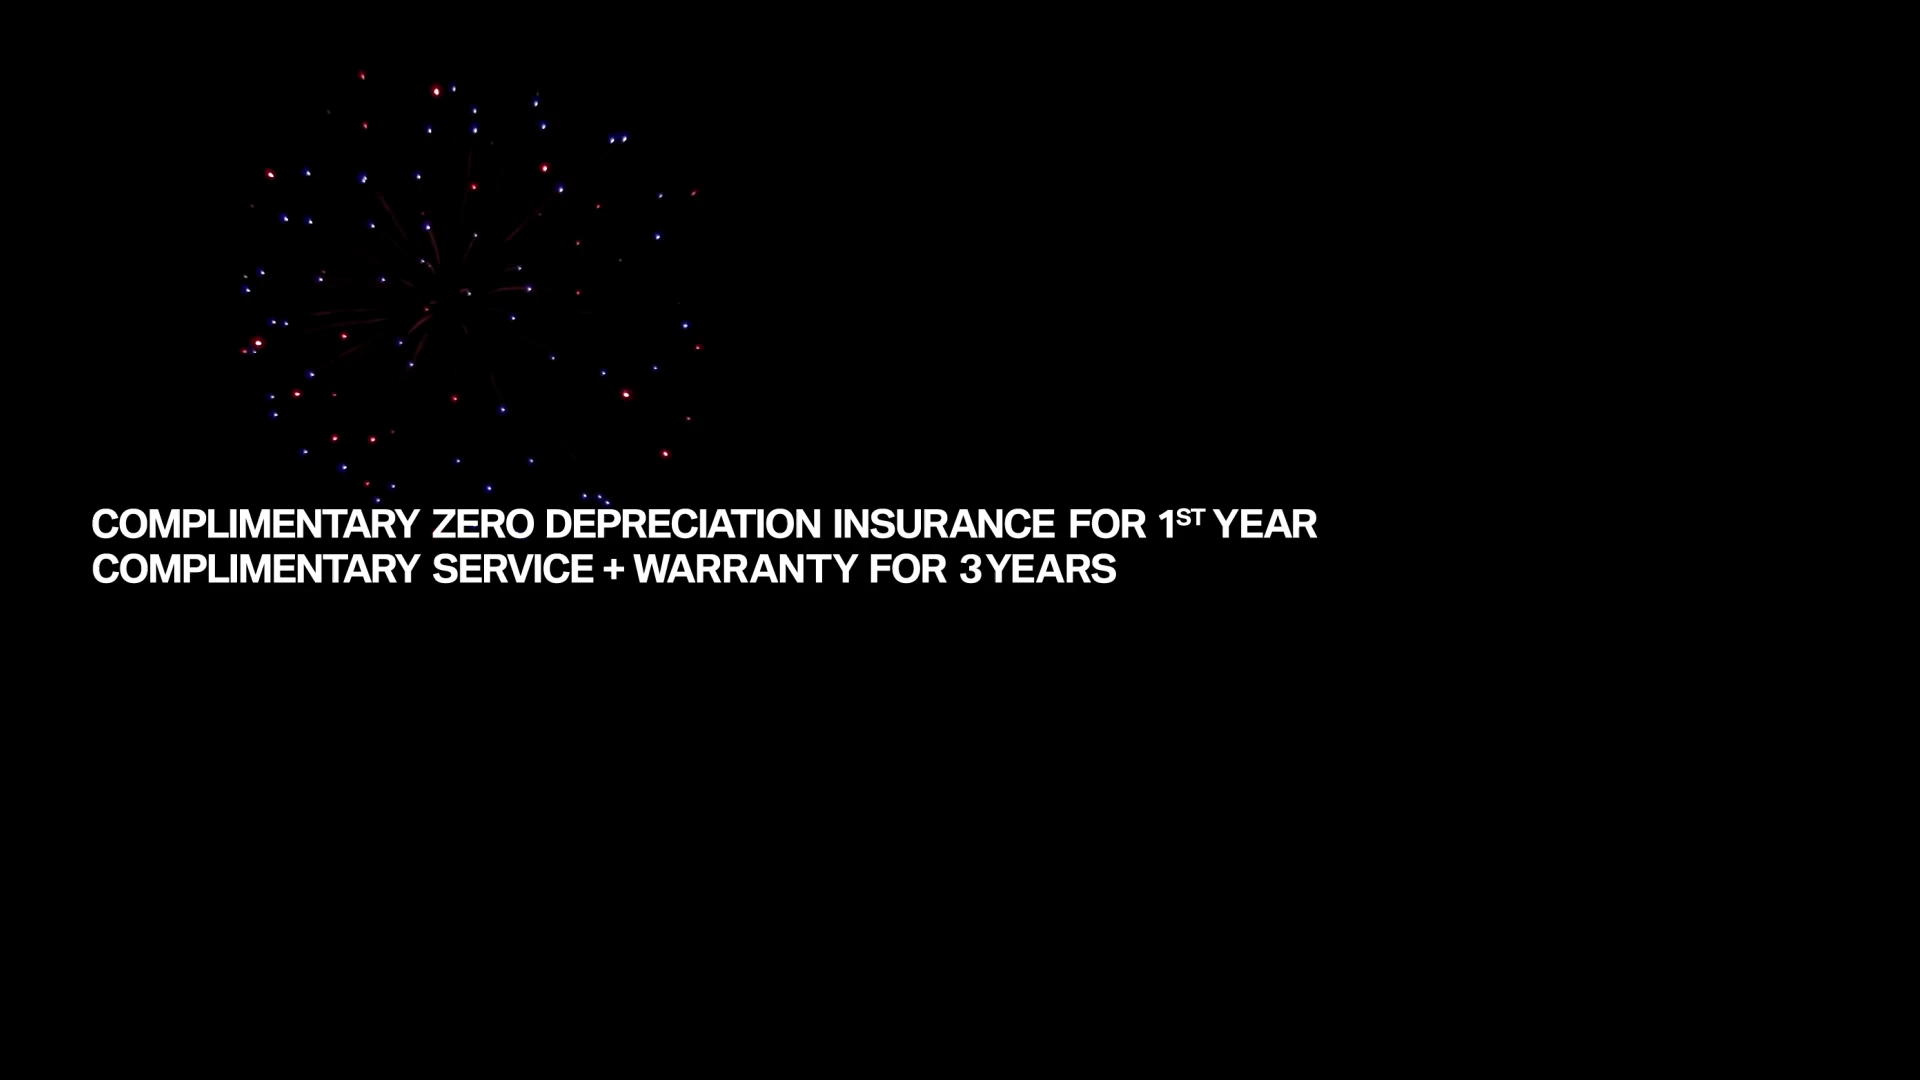 COMPLIMENTARY ZERO DEPRECIATION INSURANCE FOR 1ST YEAR
COMPLIMENTARY SERVICE + WARRANTY FOR 3 YEARS